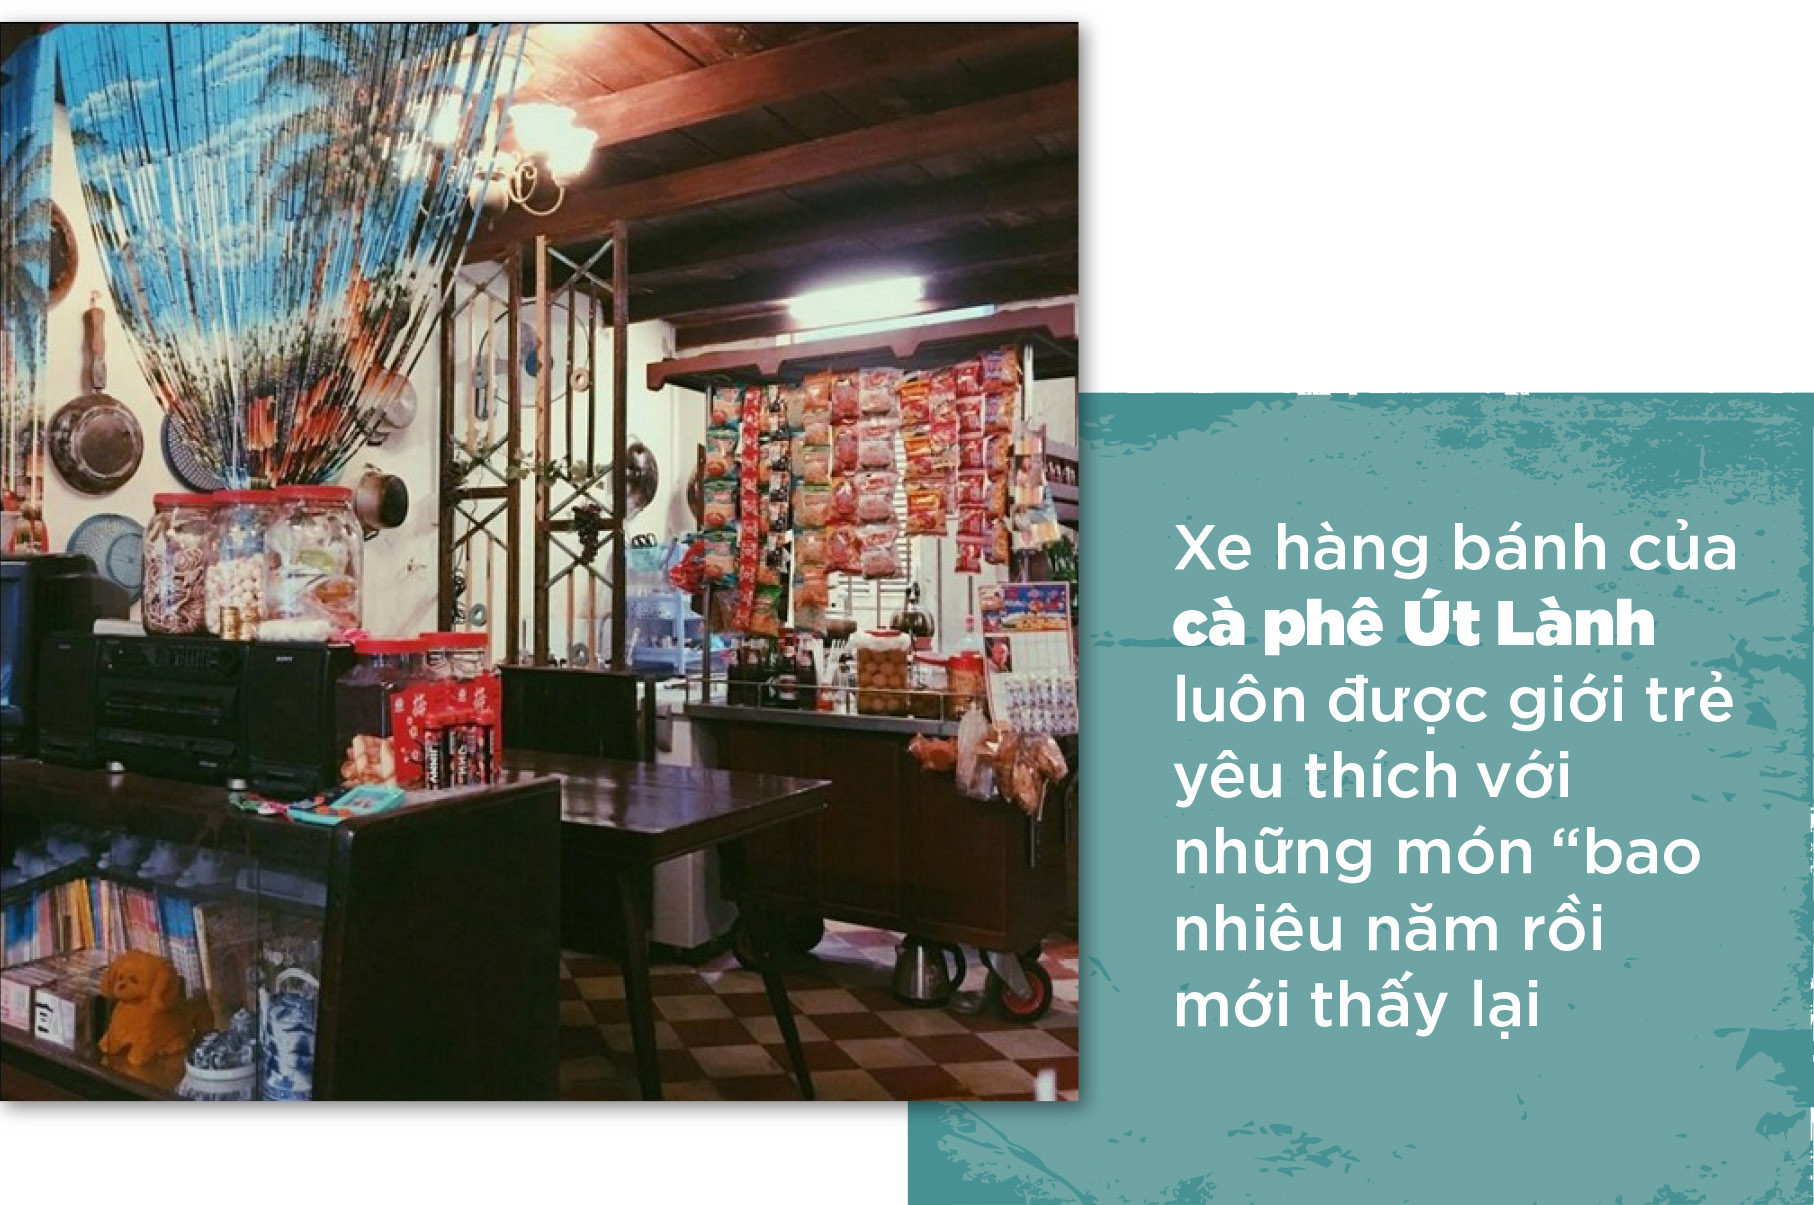 Xe hàng bánh của
cà phê Út Lành
luôn được giới trẻ
yêu thích với
những món “bao
nhiêu năm rồi
mới thấy lại